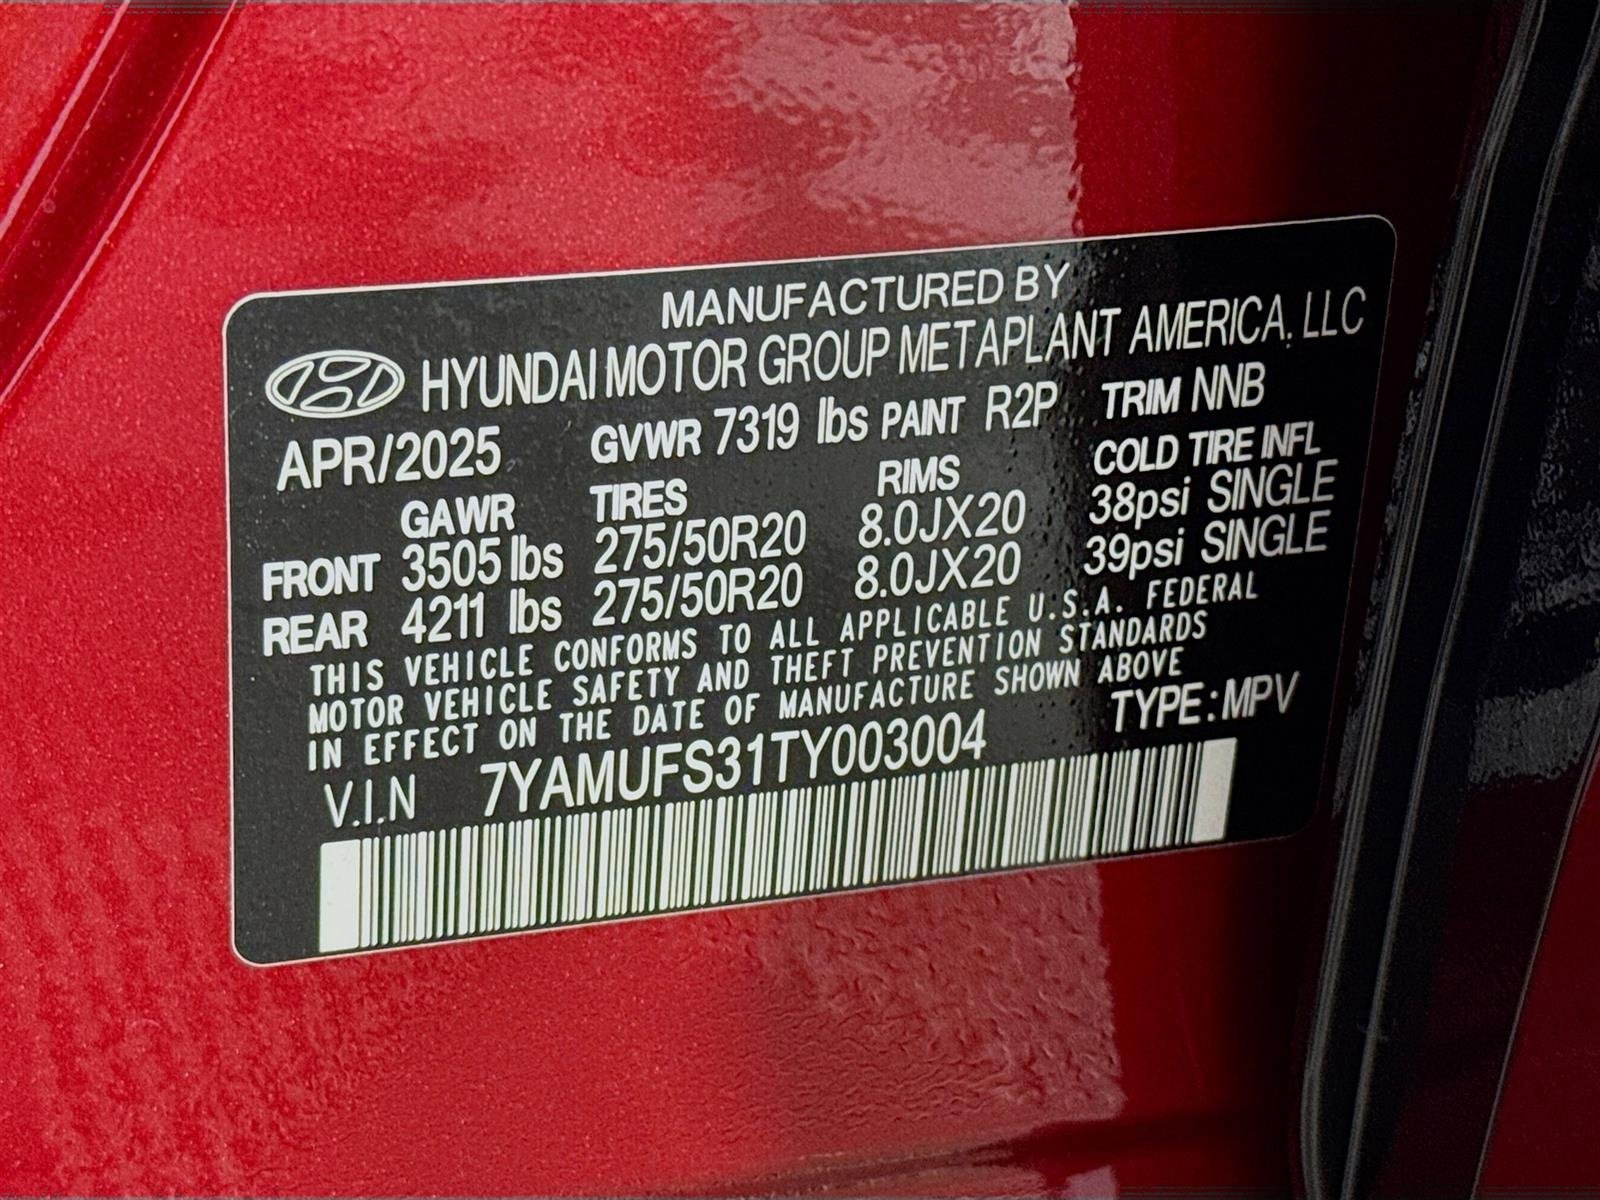 MANUFACTURED BY
HYUNDAI MOTOR GROUP METAPLANT AMERICA, LLC
APR/2025 GVWR 7319 lbs PAINT R2P TRIM NNB
GAWR TIRES RIMS COLD TIRE INFL
FRONT 3505 lbs 275/50R20 8.0JX20 38psi SINGLE
REAR 4211 lbs 275/50R20 8.0JX20 39psi SINGLE
THIS VEHICLE CONFORMS TO ALL APPLICABLE U.S.A. FEDERAL
MOTOR VEHICLE SAFETY AND THEFT PREVENTION STANDARDS
IN EFFECT ON THE DATE OF MANUFACTURE SHOWN ABOVE
V.I.N 7YAMUFS31TY003004 TYPE:MPV